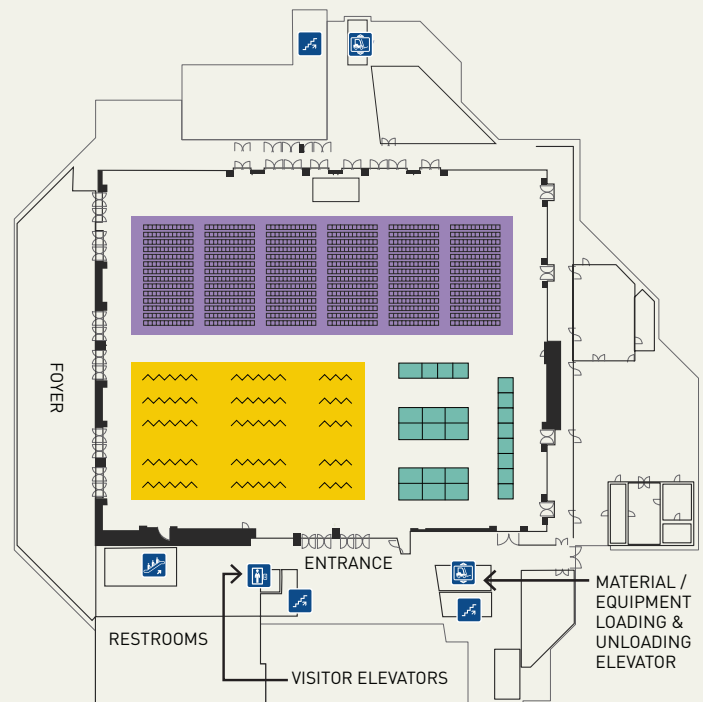 FOYER
ENTRANCE
RESTROOMS
VISITOR ELEVATORS
MATERIAL /
EQUIPMENT
LOADING &
UNLOADING
ELEVATOR